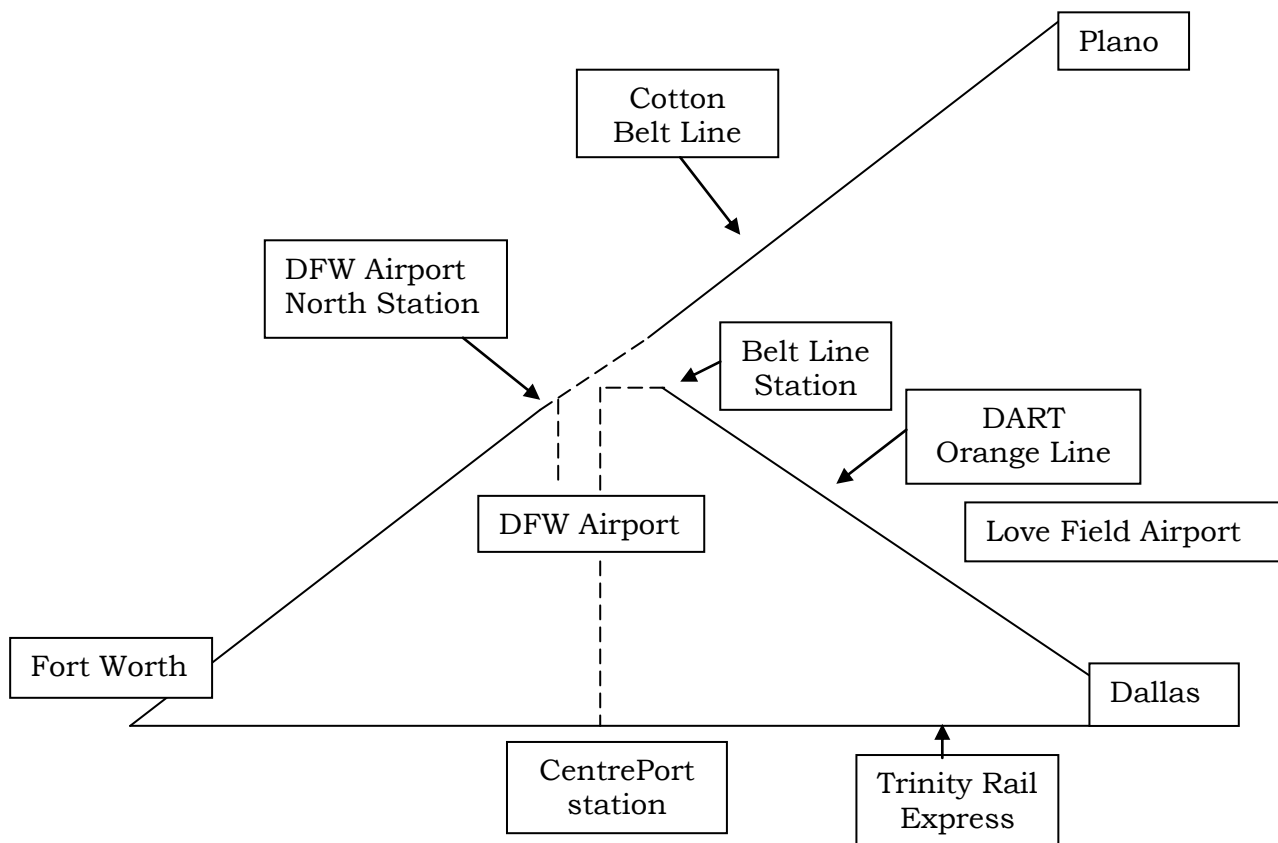 Plano
Cotton
Belt Line
DFW Airport
North Station
Belt Line
Station
DART
Orange Line
DFW Airport
Love Field Airport
Fort Worth
Dallas
CentrePort
station
Trinity Rail
Express